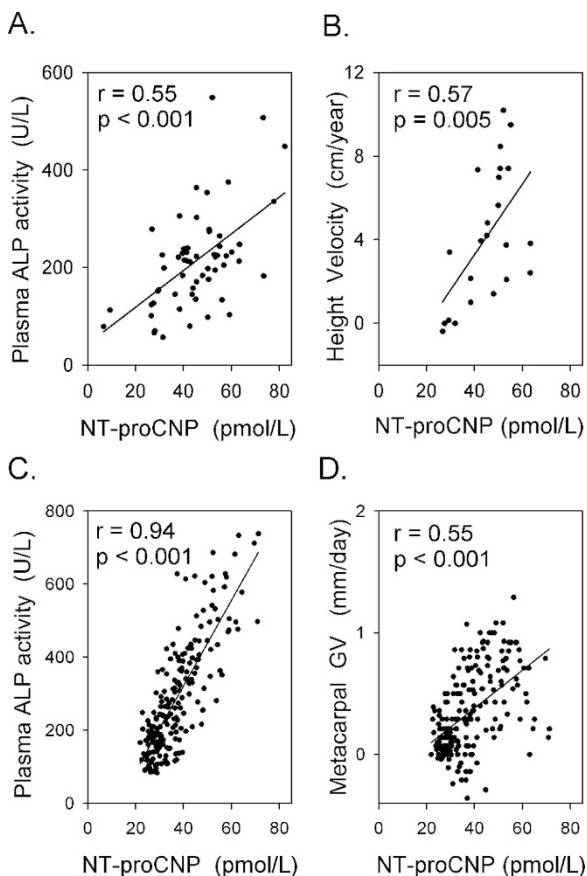 A.
Plasma ALP activity (U/L)
600
400
200
0
r = 0.55
p < 0.001
0 20 40 60 80
NT-proCNP (pmol/L)
B.
Height Velocity (cm/year)
12
8
4
0
r = 0.57
p = 0.005
0 20 40 60 80
NT-proCNP (pmol/L)
C.
Plasma ALP activity (U/L)
800
600
400
200
0
r = 0.94
p < 0.001
0 20 40 60 80
NT-proCNP (pmol/L)
D.
Metacarpal GV (mm/day)
2
1
0
r = 0.55
p < 0.001
0 20 40 60 80
NT-proCNP (pmol/L)